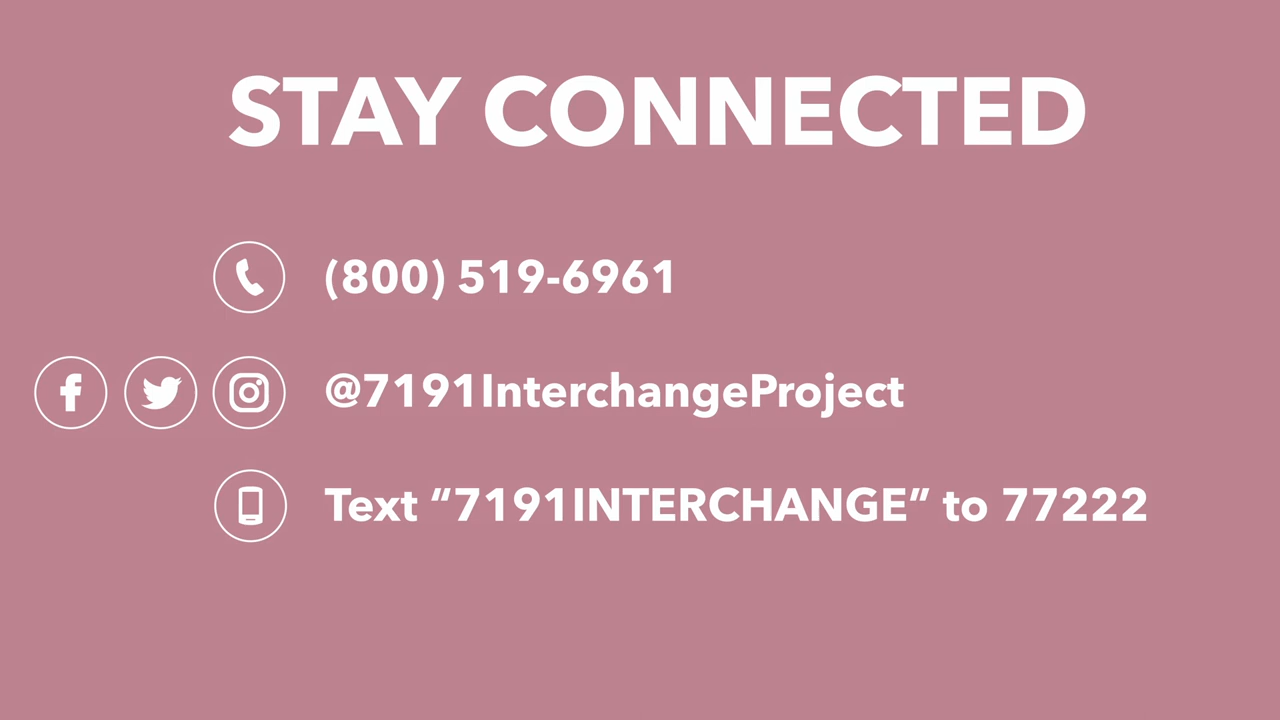 STAY CONNECTED
(800) 519-6961
@7191InterchangeProject
Text “7191INTERCHANGE” to 77222